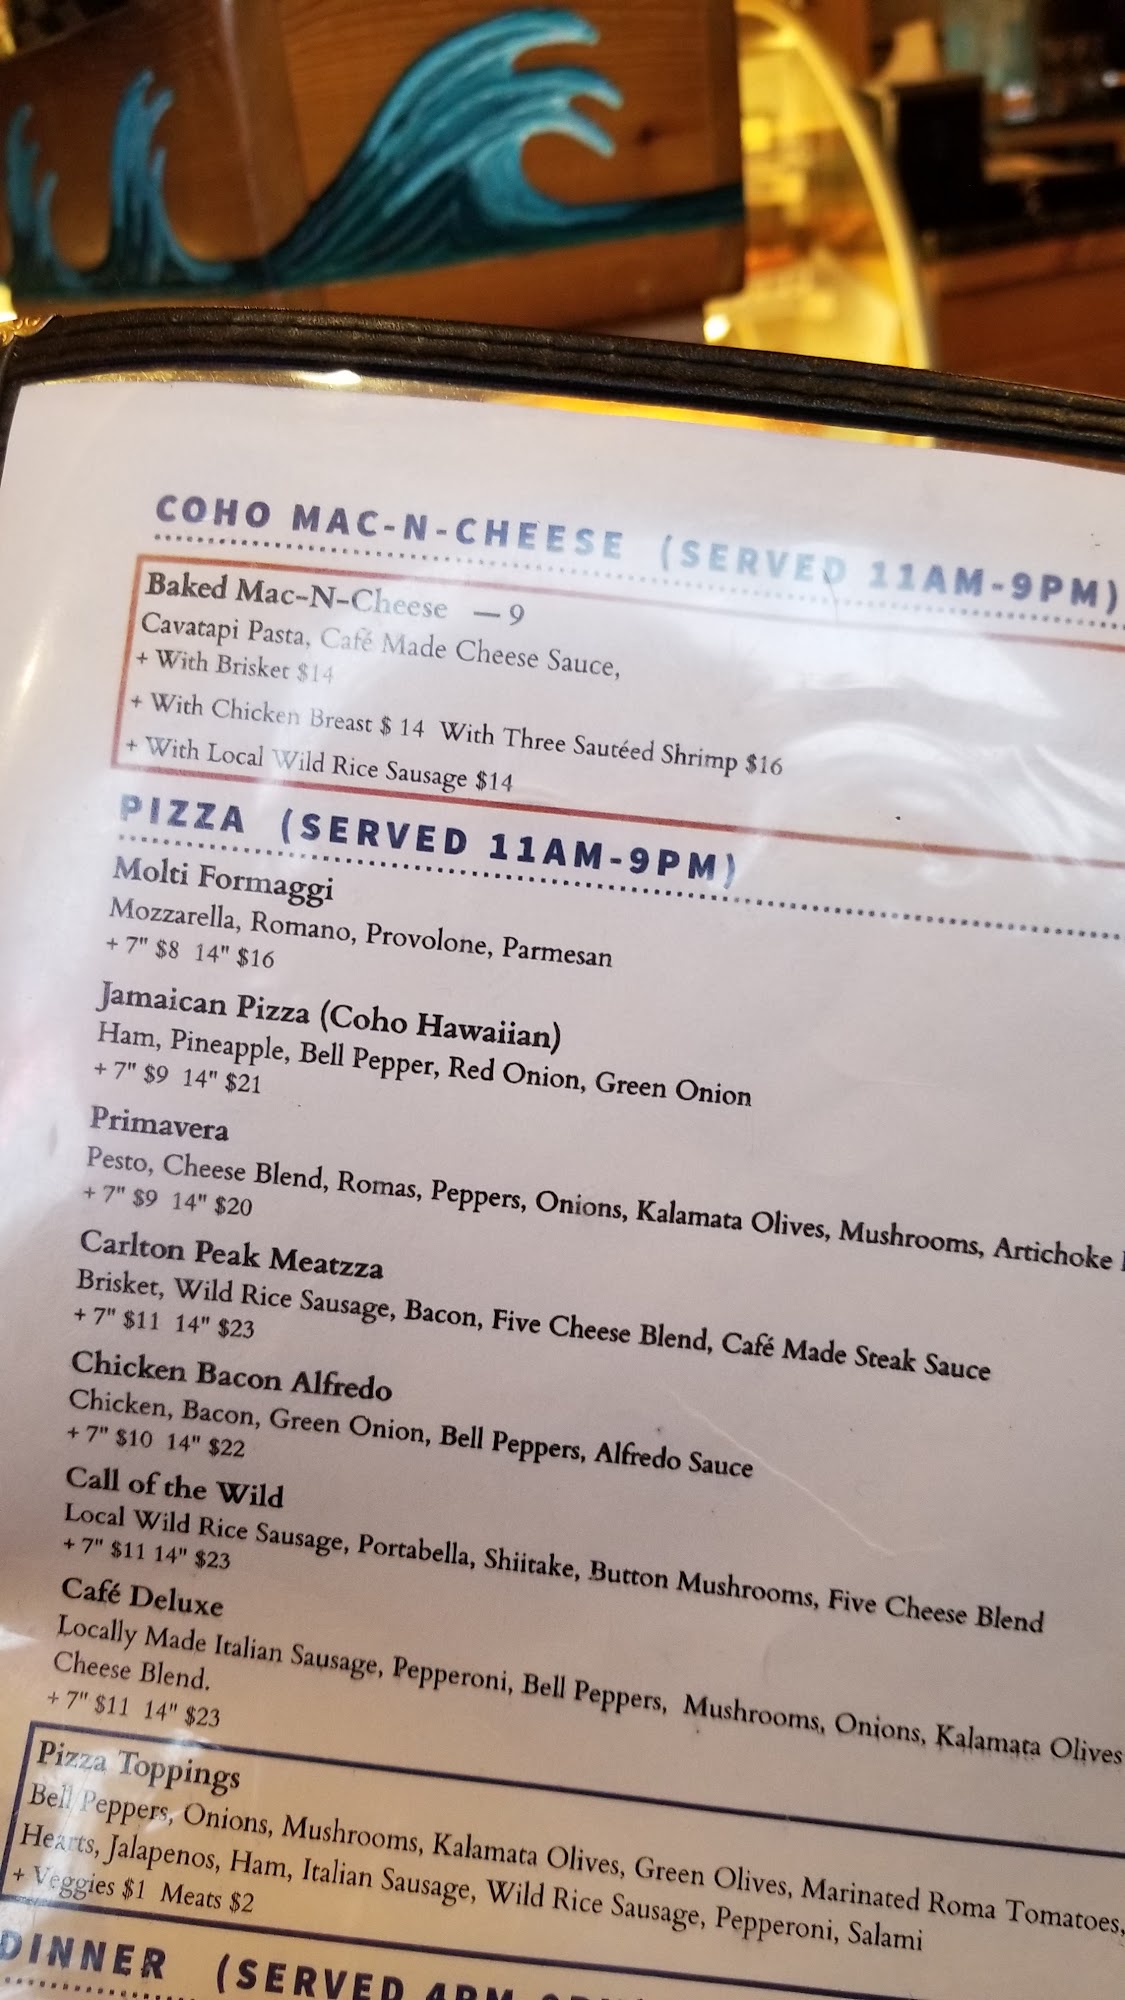 COHO MAC-N-CHEESE (SERVED 11AM-9PM)
Baked Mac-N-Cheese — 9
Cavatapi Pasta, Café Made Cheese Sauce,
+ With Brisket $14
+ With Chicken Breast $ 14 With Three Sautéed Shrimp $16
+ With Local Wild Rice Sausage $14
PIZZA (SERVED 11AM-9PM)
Molti Formaggi
Mozzarella, Romano, Provolone, Parmesan
+ 7" $8 14" $16
Jamaican Pizza (Coho Hawaiian)
Ham, Pineapple, Bell Pepper, Red Onion, Green Onion
+ 7" $9 14" $21
Primavera
Pesto, Cheese Blend, Romas, Peppers, Onions, Kalamata Olives, Mushrooms, Artichoke
+ 7" $9 14" $20
Carlton Peak Meatzza
Brisket, Wild Rice Sausage, Bacon, Five Cheese Blend, Café Made Steak Sauce
+ 7" $11 14" $23
Chicken Bacon Alfredo
Chicken, Bacon, Green Onion, Bell Peppers, Alfredo Sauce
+ 7" $10 14" $22
Call of the Wild
Local Wild Rice Sausage, Portabella, Shiitake, Button Mushrooms, Five Cheese Blend
+ 7" $11 14" $23
Café Deluxe
Locally Made Italian Sausage, Pepperoni, Bell Peppers, Mushrooms, Onions, Kalamata Olives
Cheese Blend.
+ 7" $11 14" $23
Pizza Toppings
Bell Peppers, Onions, Mushrooms, Kalamata Olives, Green Olives, Marinated Roma Tomatoes,
Hearts, Jalapenos, Ham, Italian Sausage, Wild Rice Sausage, Pepperoni, Salami
+ Veggies $1 Meats $2
DINNER (SERVED 4PM